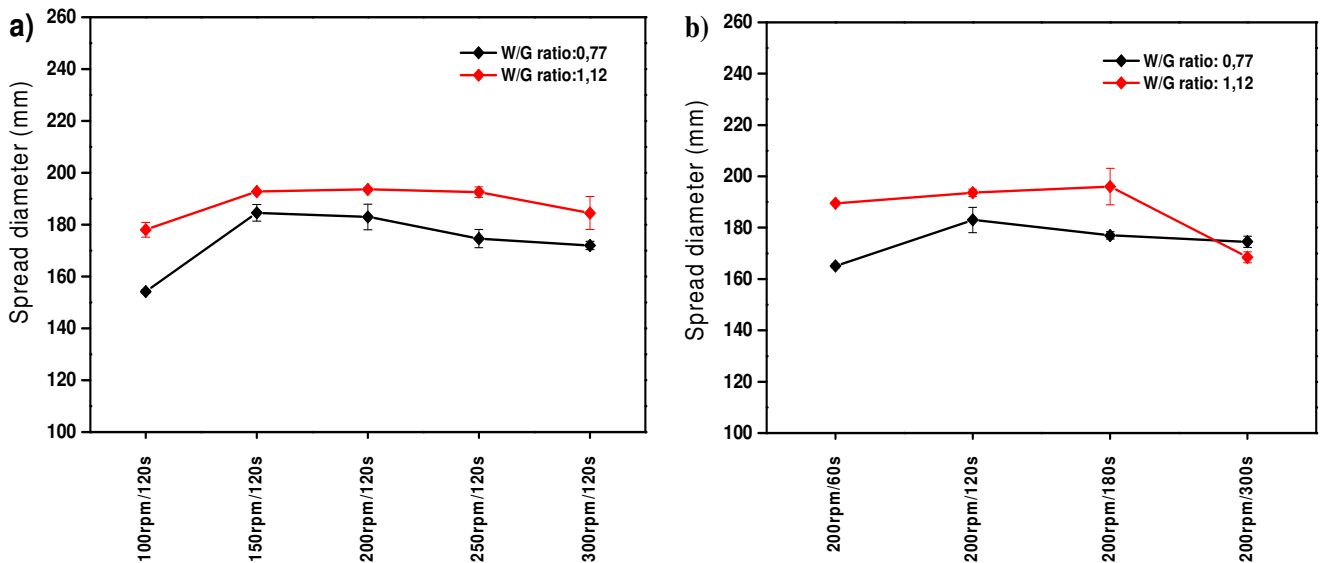 a)
260
240
220
200
180
160
140
120
100
Spread diameter (mm)
W/G ratio:0,77
W/G ratio:1,12
100rpm/120s
150rpm/120s
200rpm/120s
250rpm/120s
300rpm/120s
b)
260
240
220
200
180
160
140
120
100
Spread diameter (mm)
W/G ratio: 0,77
W/G ratio: 1,12
200rpm/60s
200rpm/120s
200rpm/180s
200rpm/300s